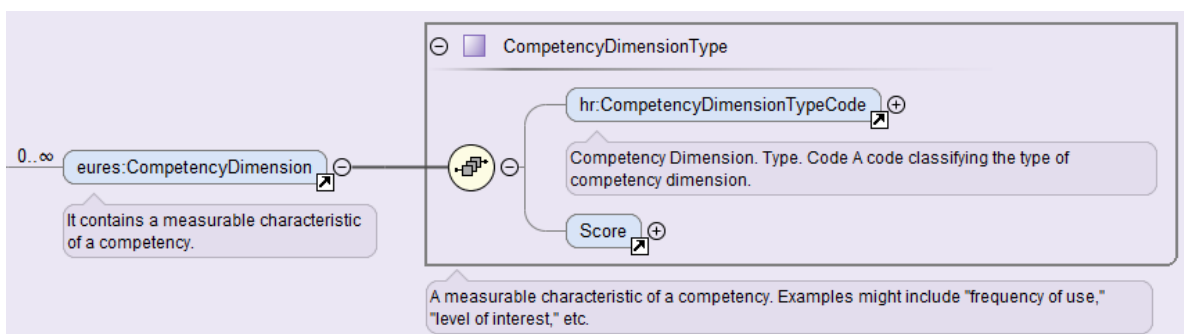 CompetencyDimensionType
hr:CompetencyDimensionTypeCode
Competency Dimension. Type. Code A code classifying the type of
competency dimension.
0..∞
eures:CompetencyDimension
It contains a measurable characteristic
of a competency.
Score
A measurable characteristic of a competency. Examples might include "frequency of use,"
"level of interest," etc.